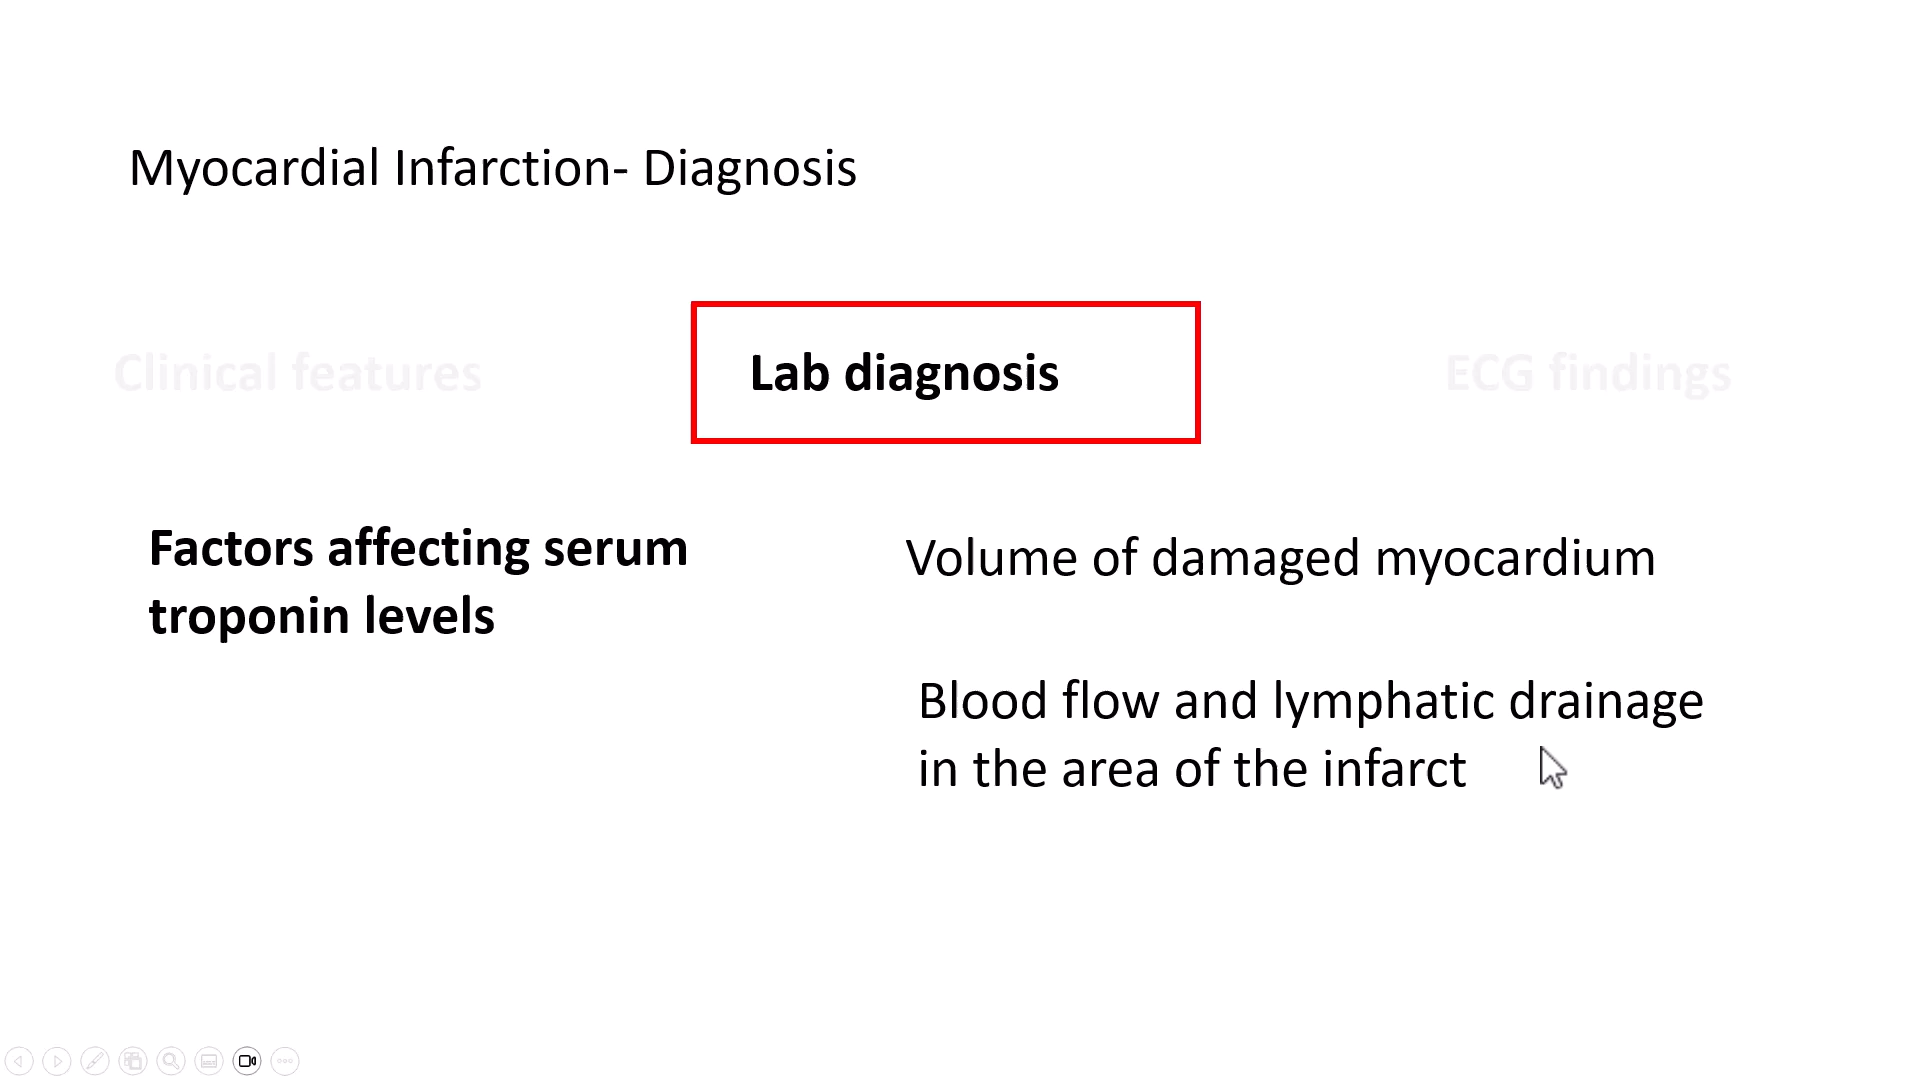 Myocardial Infarction- Diagnosis
Clinical features
Lab diagnosis
ECG findings
Factors affecting serum
troponin levels
Volume of damaged myocardium
Blood flow and lymphatic drainage
in the area of the infarct